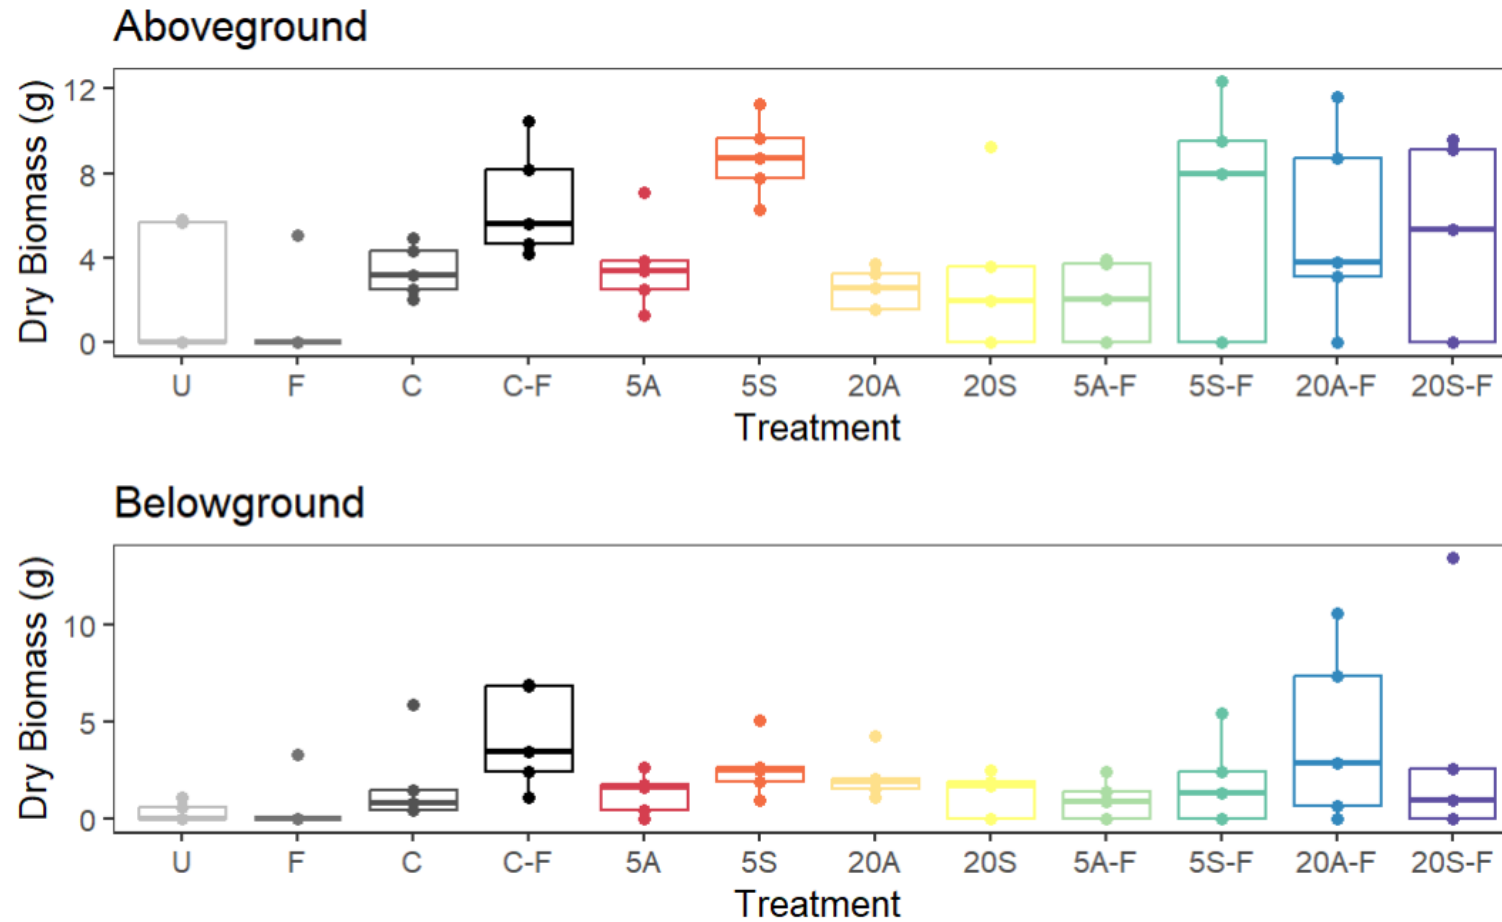 Aboveground
Dry Biomass (g)
12
8
4
0
U F C C-F 5A 5S 20A 20S 5A-F 5S-F 20A-F 20S-F
Treatment
Belowground
Dry Biomass (g)
10
5
0
U F C C-F 5A 5S 20A 20S 5A-F 5S-F 20A-F 20S-F
Treatment